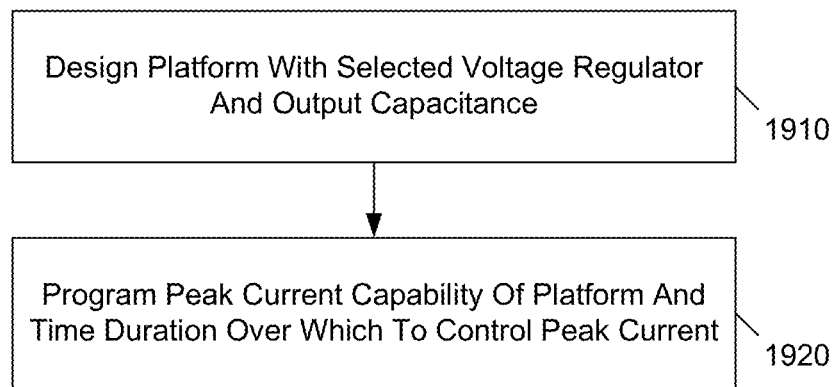 Design Platform With Selected Voltage Regulator
And Output Capacitance
1910
Program Peak Current Capability Of Platform And
Time Duration Over Which To Control Peak Current
1920